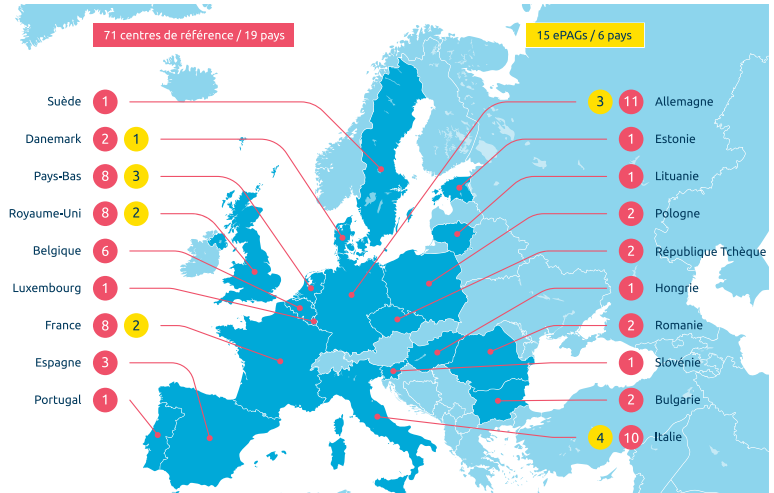 71 centres de référence / 19 pays
15 ePAGs / 6 pays
Suède 1
Danemark 2 1
Pays-Bas 8 3
Royaume-Uni 8 2
Belgique 6
Luxembourg 1
France 8 2
Espagne 3
Portugal 1
3 11 Allemagne
1 Estonie
1 Lituanie
2 Pologne
2 République Tchèque
1 Hongrie
2 Romanie
1 Slovénie
2 Bulgarie
4 10 Italie